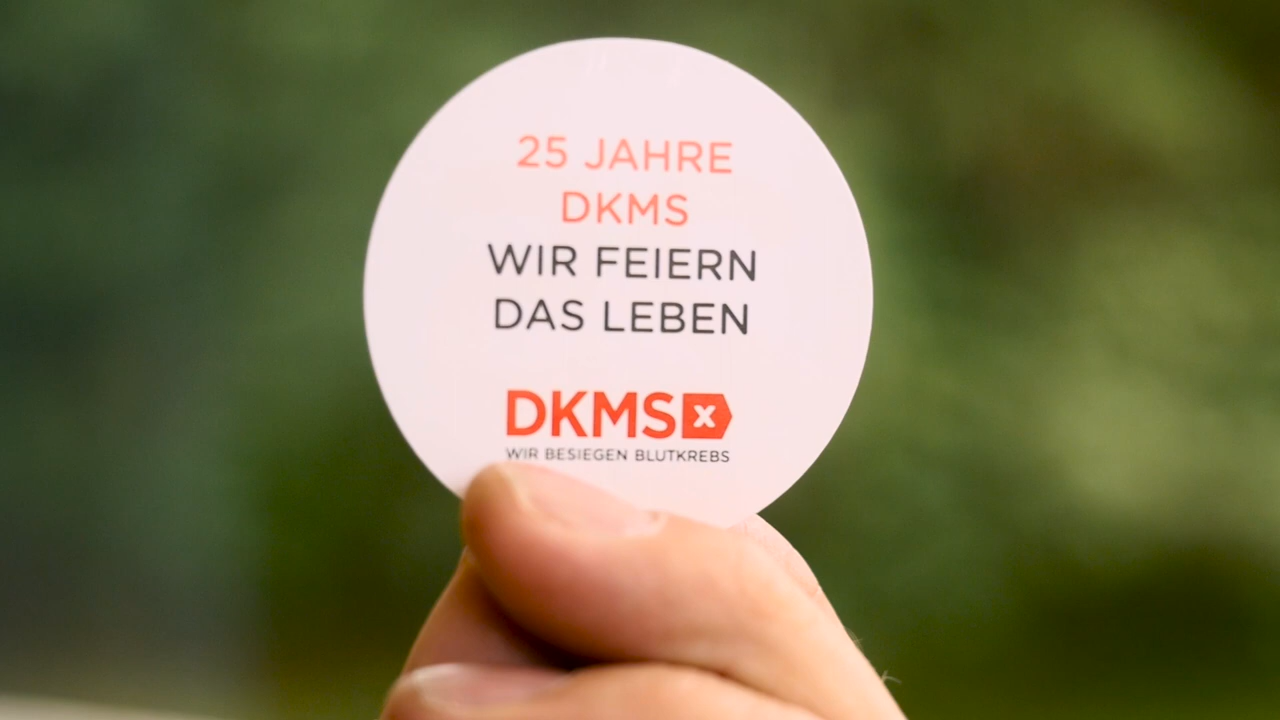 25 JAHRE
DKMS
WIR FEIERN
DAS LEBEN
DKMS x
WIR BESIEGEN BLUTKREBS